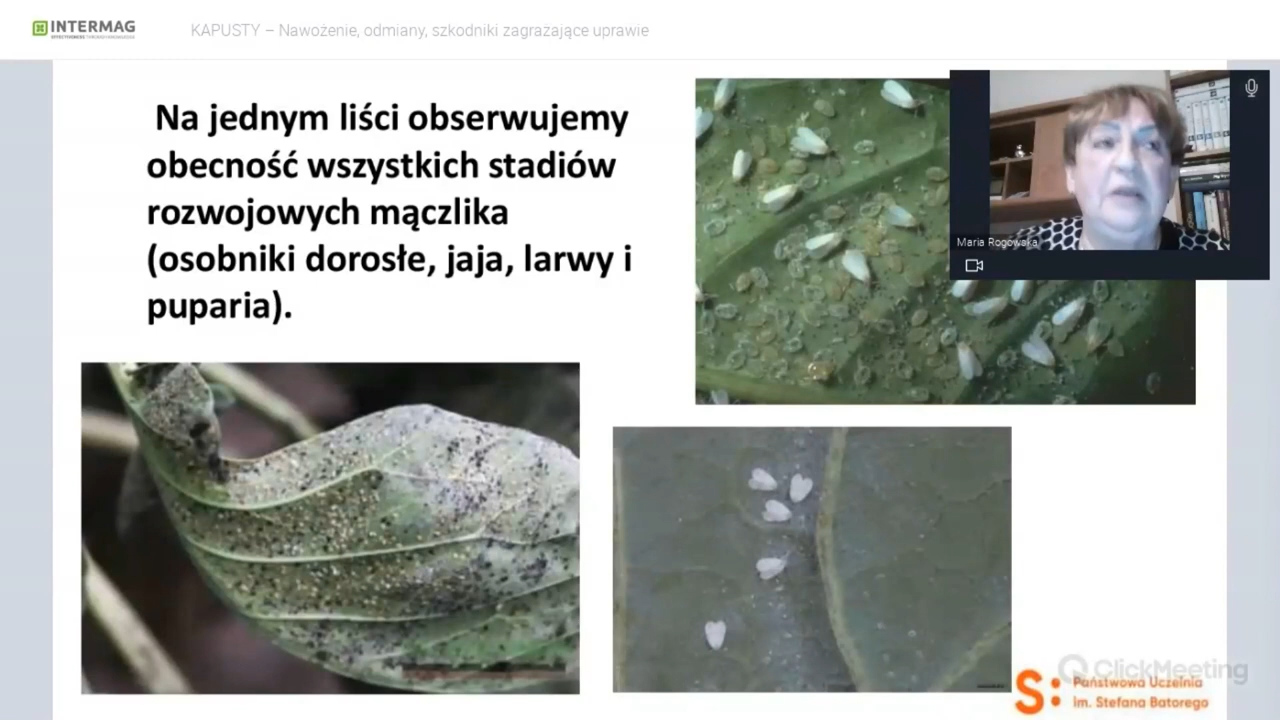 INTERMAG
KAPUSTY – Nawożenie, odmiany, szkodniki zagrażające uprawie
Na jednym liści obserwujemy
obecność wszystkich stadiów
rozwojowych mączlika
(osobniki dorosłe, jaja, larwy i
puparia).
Maria Rogowska
ClickMeeting
S:
Państwowa Uczelnia
im. Stefana Batorego